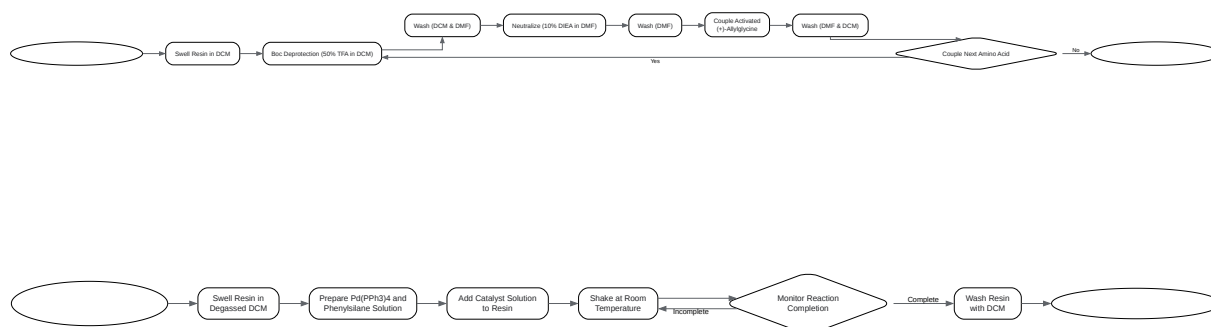 Wash (DCM & DMF)
Neutralize (10% DIEA in DMF)
Wash (DMF)
Couple Activated
(+)-Allylglycine
Wash (DMF & DCM)
Swell Resin in DCM
Boc Deprotection (50% TFA in DCM)
Couple Next Amino Acid
No
Yes
Swell Resin in
Degassed DCM
Prepare Pd(PPh3)4 and
Phenylsilane Solution
Add Catalyst Solution
to Resin
Shake at Room
Temperature
Incomplete
Monitor Reaction
Completion
Complete
Wash Resin
with DCM